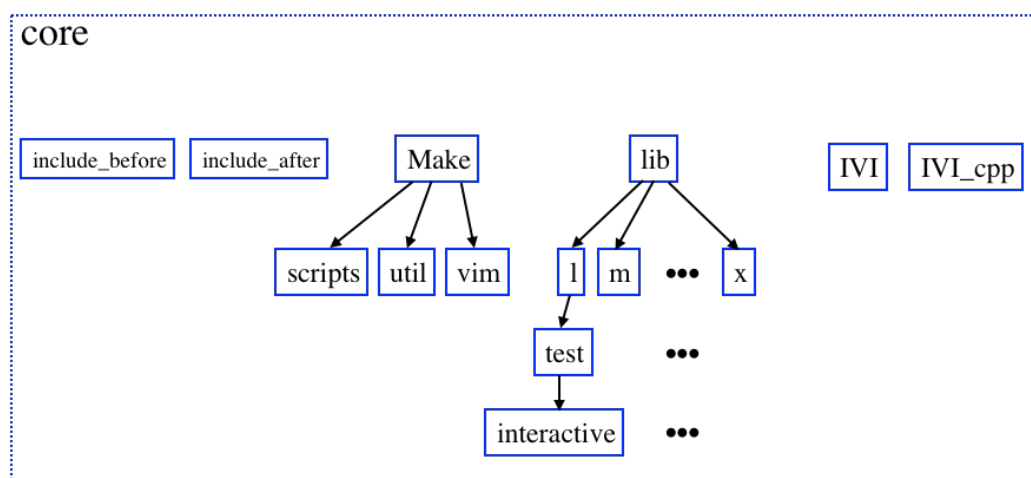 core
include_before include_after Make lib IVI IVI_cpp
scripts util vim l m ••• x
test •••
interactive •••